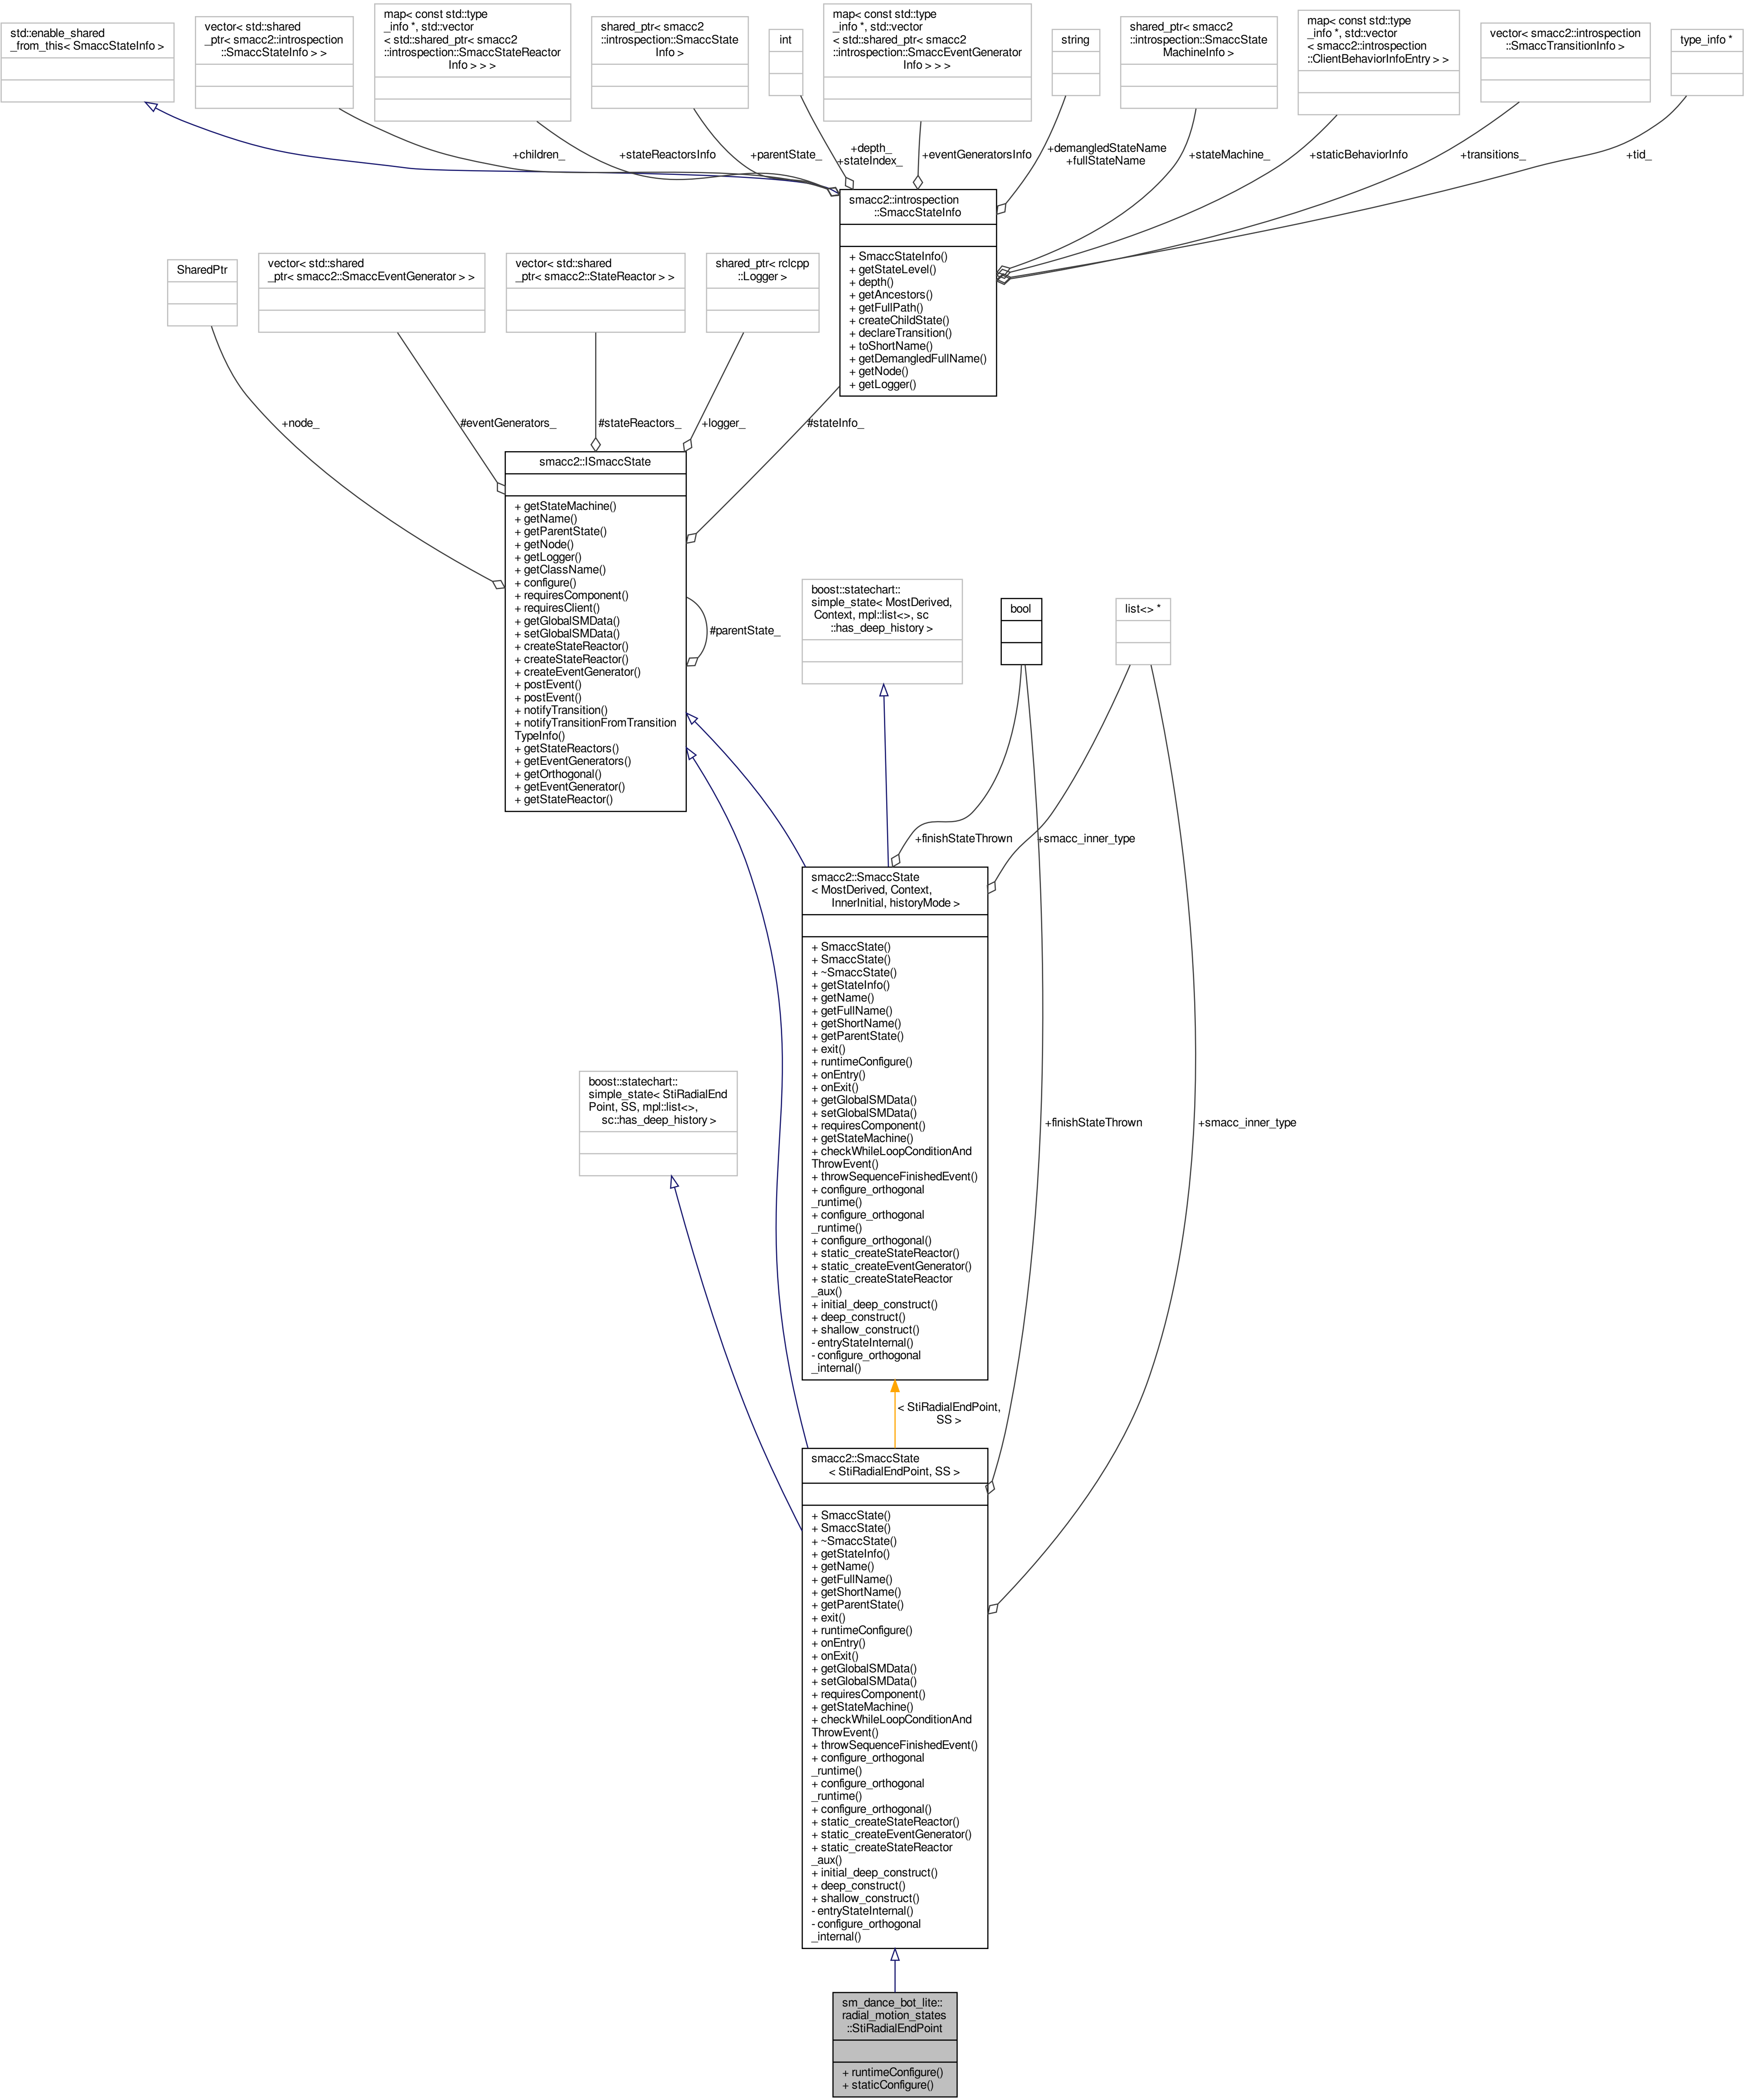 std::enable_shared
_from_this< SmaccStateInfo >
vector< std::shared
_ptr< smacc2::introspection
::SmaccStateInfo > >
map< const std::type
_info *, std::vector
< std::shared_ptr< smacc2
::introspection::SmaccStateReactor
Info > > >
shared_ptr< smacc2
::introspection::SmaccState
Info >
int
map< const std::type
_info *, std::vector
< std::shared_ptr< smacc2
::introspection::SmaccEventGenerator
Info > > >
string
shared_ptr< smacc2
::introspection::SmaccState
MachineInfo >
map< const std::type
_info *, std::vector
< smacc2::introspection
::ClientBehaviorInfoEntry > >
vector< smacc2::introspection
::SmaccTransitionInfo >
type_info *
+children_
+stateReactorsInfo
+parentState_
+depth_
+stateIndex_
+eventGeneratorsInfo
+demangledStateName
+fullStateName
+stateMachine_
+staticBehaviorInfo
+transitions_
+tid_
smacc2::introspection
::SmaccStateInfo
+ SmaccStateInfo()
+ getStateLevel()
+ depth()
+ getAncestors()
+ getFullPath()
+ createChildState()
+ declareTransition()
+ toShortName()
+ getDemangledFullName()
+ getNode()
+ getLogger()
SharedPtr
vector< std::shared
_ptr< smacc2::SmaccEventGenerator > >
vector< std::shared
_ptr< smacc2::StateReactor > >
shared_ptr< rclcpp
::Logger >
+node_
#eventGenerators_
#stateReactors_
+logger_
#stateInfo_
smacc2::ISmaccState
+ getStateMachine()
+ getName()
+ getParentState()
+ getNode()
+ getLogger()
+ getClassName()
+ configure()
+ requiresComponent()
+ requiresClient()
+ getGlobalSMData()
+ setGlobalSMData()
+ createStateReactor()
+ createStateReactor()
+ createEventGenerator()
+ postEvent()
+ postEvent()
+ notifyTransition()
+ notifyTransitionFromTransition
TypeInfo()
+ getStateReactors()
+ getEventGenerators()
+ getOrthogonal()
+ getEventGenerator()
+ getStateReactor()
#parentState_
boost::statechart::
simple_state< MostDerived,
Context, mpl::list<>, sc
::has_deep_history >
bool
list<> *
+finishStateThrown
+smacc_inner_type
smacc2::SmaccState
< MostDerived, Context,
InnerInitial, historyMode >
+ SmaccState()
+ SmaccState()
+ ~SmaccState()
+ getStateInfo()
+ getName()
+ getFullName()
+ getShortName()
+ getParentState()
+ exit()
+ runtimeConfigure()
+ onEntry()
+ onExit()
+ getGlobalSMData()
+ setGlobalSMData()
+ requiresComponent()
+ getStateMachine()
+ checkWhileLoopConditionAnd
ThrowEvent()
+ throwSequenceFinishedEvent()
+ configure_orthogonal
_runtime()
+ configure_orthogonal
_runtime()
+ configure_orthogonal()
+ static_createStateReactor()
+ static_createEventGenerator()
+ static_createStateReactor
_aux()
+ initial_deep_construct()
+ deep_construct()
+ shallow_construct()
- entryStateInternal()
- configure_orthogonal
_internal()
boost::statechart::
simple_state< StiRadialEnd
Point, SS, mpl::list<>,
sc::has_deep_history >
+finishStateThrown
+smacc_inner_type
< StiRadialEndPoint,
SS >
smacc2::SmaccState
< StiRadialEndPoint, SS >
+ SmaccState()
+ SmaccState()
+ ~SmaccState()
+ getStateInfo()
+ getName()
+ getFullName()
+ getShortName()
+ getParentState()
+ exit()
+ runtimeConfigure()
+ onEntry()
+ onExit()
+ getGlobalSMData()
+ setGlobalSMData()
+ requiresComponent()
+ getStateMachine()
+ checkWhileLoopConditionAnd
ThrowEvent()
+ throwSequenceFinishedEvent()
+ configure_orthogonal
_runtime()
+ configure_orthogonal
_runtime()
+ configure_orthogonal()
+ static_createStateReactor()
+ static_createEventGenerator()
+ static_createStateReactor
_aux()
+ initial_deep_construct()
+ deep_construct()
+ shallow_construct()
- entryStateInternal()
- configure_orthogonal
_internal()
sm_dance_bot_lite::
radial_motion_states
::StiRadialEndPoint
+ runtimeConfigure()
+ staticConfigure()